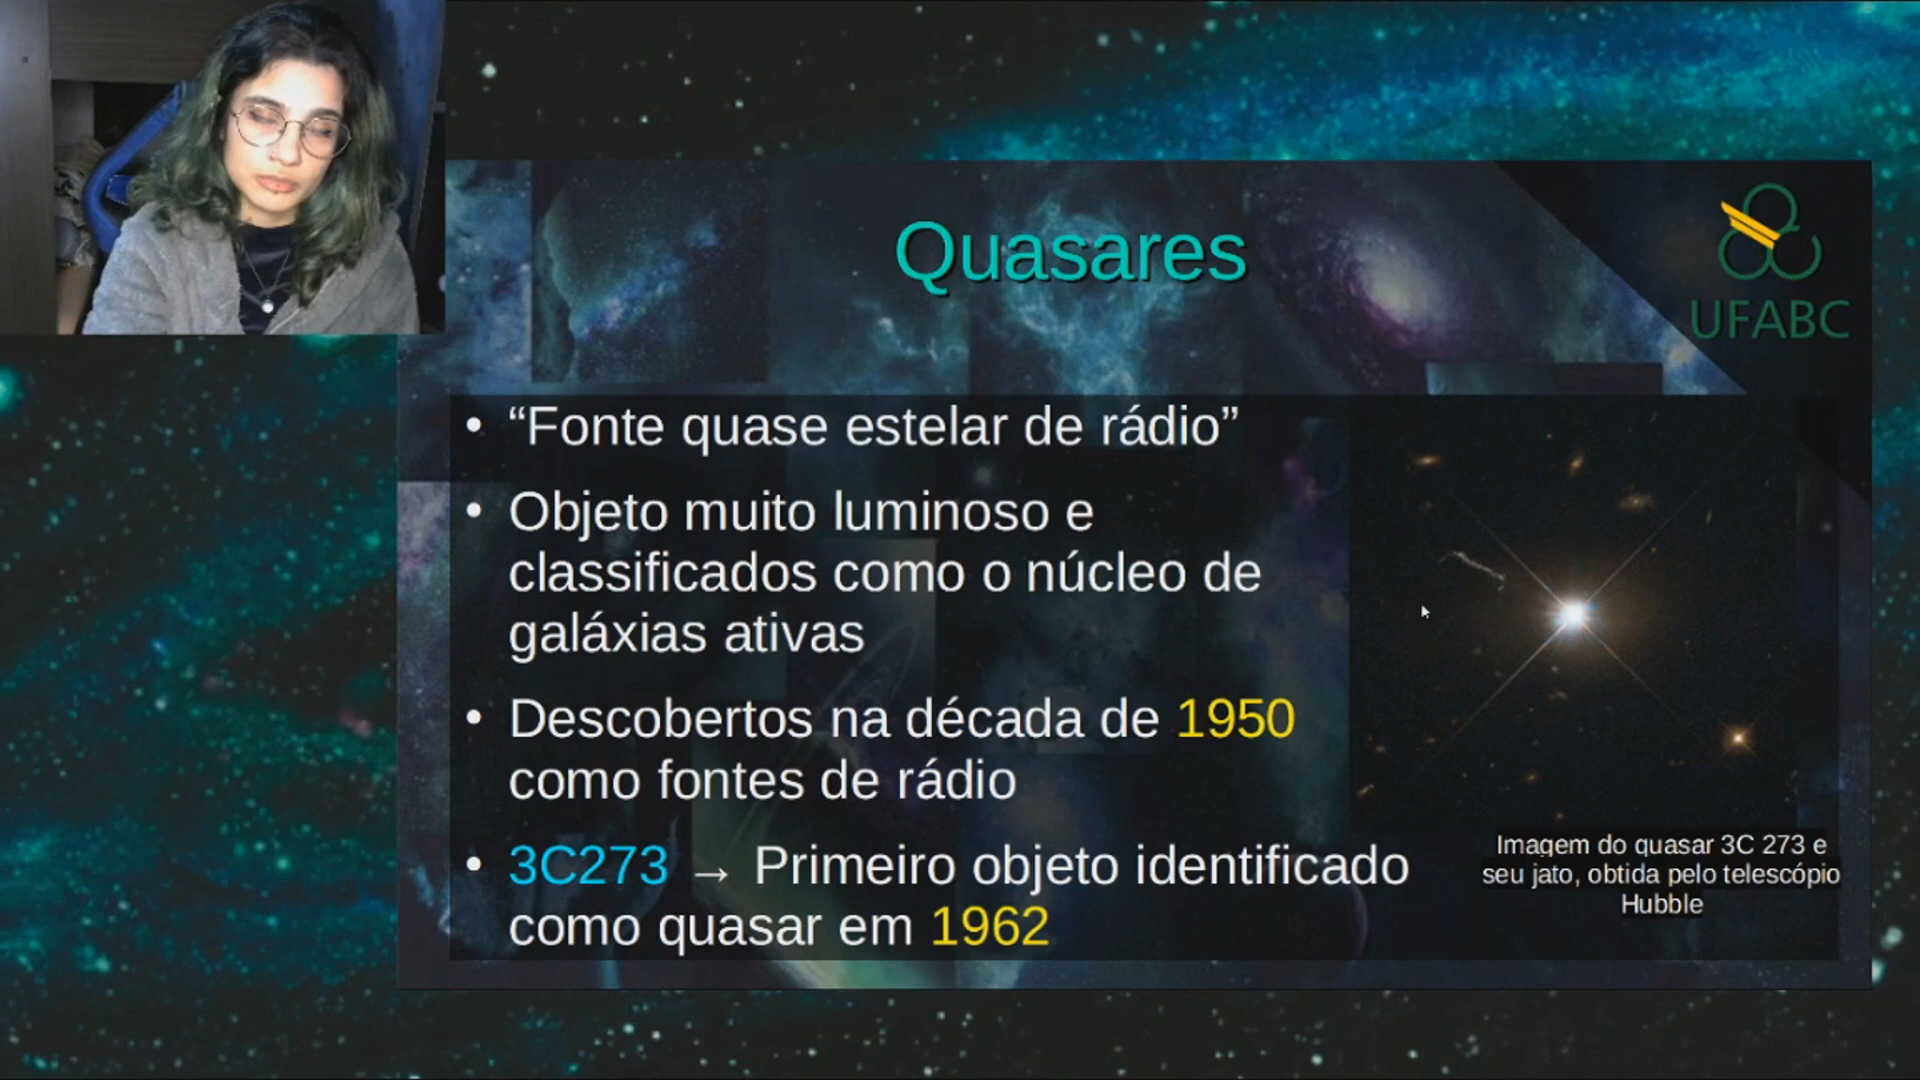 Quasares
UFABC
• “Fonte quase estelar de rádio”
• Objeto muito luminoso e
classificados como o núcleo de
galáxias ativas
• Descobertos na década de 1950
como fontes de rádio
• 3C273 → Primeiro objeto identificado
como quasar em 1962
Imagem do quasar 3C 273 e
seu jato, obtida pelo telescópio
Hubble